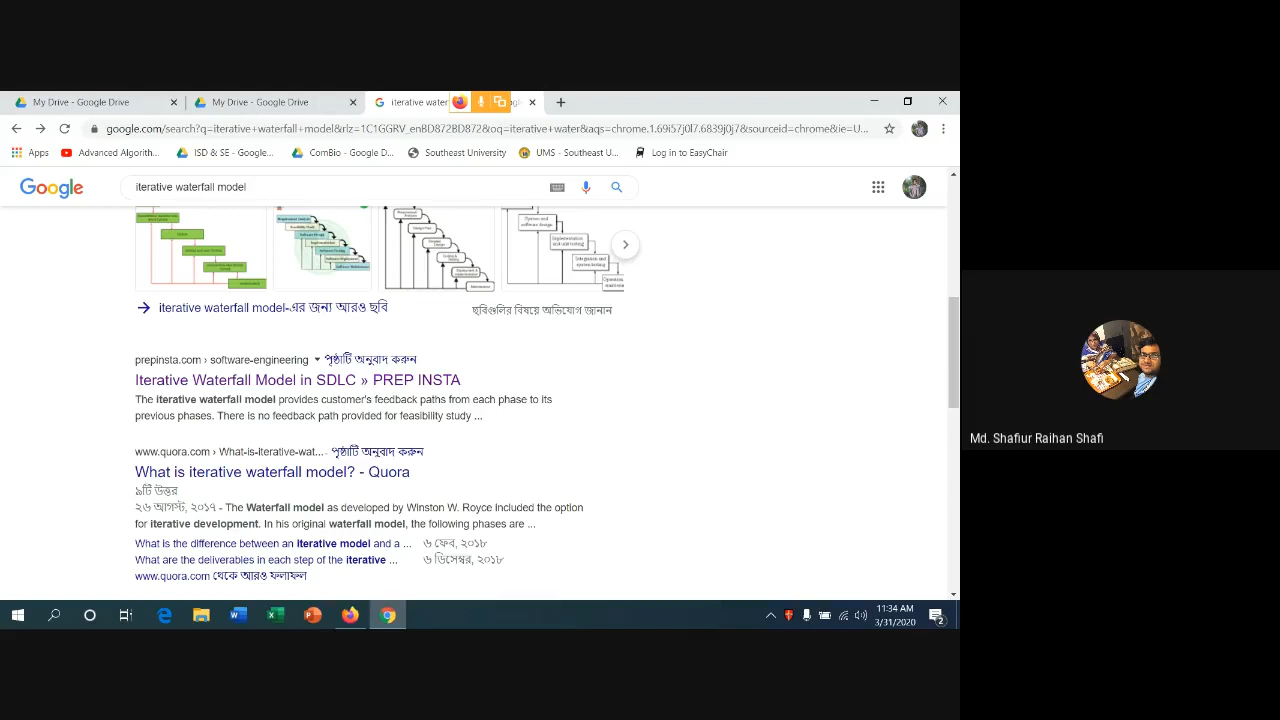 My Drive - Google Drive
My Drive - Google Drive
iterative water
google.com/search?q=iterative+waterfall+model&rlz=1C1GGRV_enBD872BD872&oq=iterative+water&aqs=chrome.1.69i57j0l7.6839j0j7&sourceid=chrome&ie=U...
Apps
Advanced Algorith...
ISD & SE - Google...
ComBio - Google D...
Southeast University
UMS - Southeast U...
Log in to EasyChair
Google
iterative waterfall model
iterative waterfall model-এর জন্য আরও ছবি
ছবিগুলির বিষয়ে অভিযোগ জানান
prepinsta.com › software-engineering
পৃষ্ঠাটি অনুবাদ করুন
Iterative Waterfall Model in SDLC » PREP INSTA
The iterative waterfall model provides customer's feedback paths from each phase to its
previous phases. There is no feedback path provided for feasibility study ...
www.quora.com › What-is-iterative-wat... - পৃষ্ঠাটি অনুবাদ করুন
What is iterative waterfall model? - Quora
৯টি উত্তর
২৬ আগস্ট, ২০১৭ - The Waterfall model as developed by Winston W. Royce included the option
for iterative development. In his original waterfall model, the following phases are ...
What is the difference between an iterative model and a ... ৬ ফেব, ২০১৮
What are the deliverables in each step of the iterative ... ৬ ডিসেম্বর, ২০১৮
www.quora.com থেকে আরও ফলাফল
Md. Shafiur Raihan Shafi
11:34 AM
3/31/2020
2